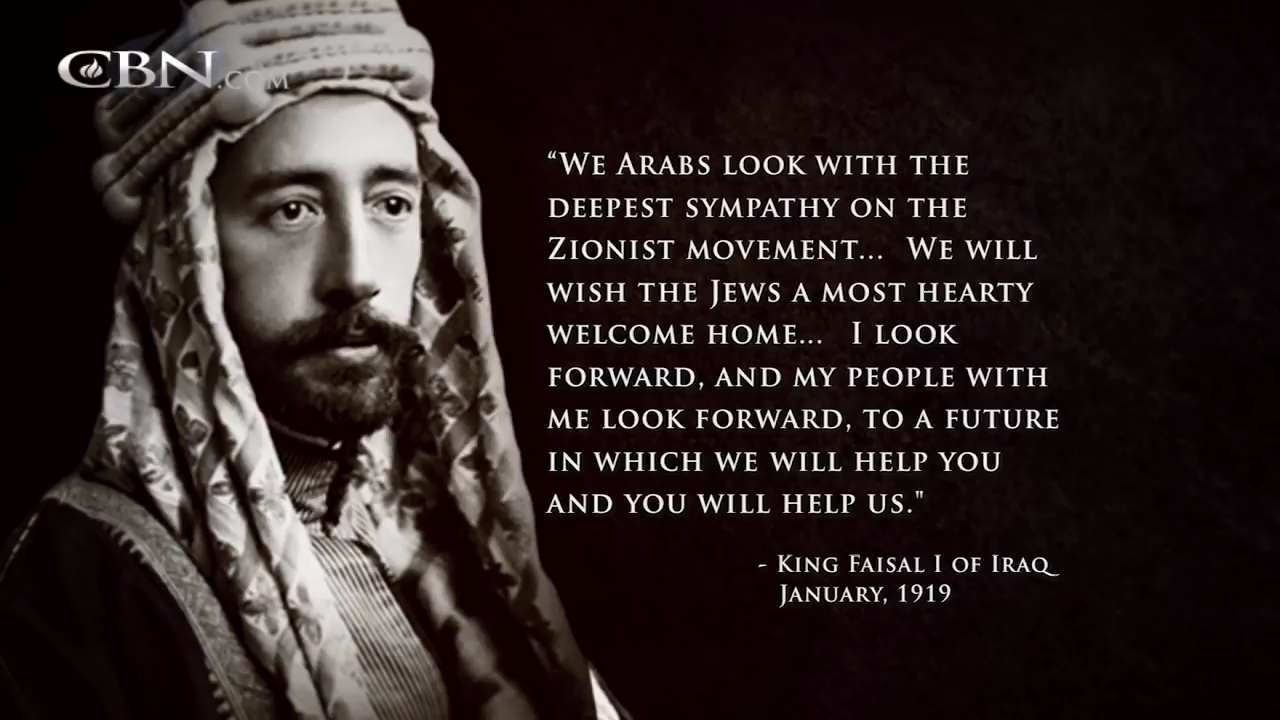 CBN.COM
“We Arabs look with the
deepest sympathy on the
Zionist movement... We will
wish the Jews a most hearty
welcome home... I look
forward, and my people with
me look forward, to a future
in which we will help you
and you will help us."
- King Faisal I of Iraq
January, 1919